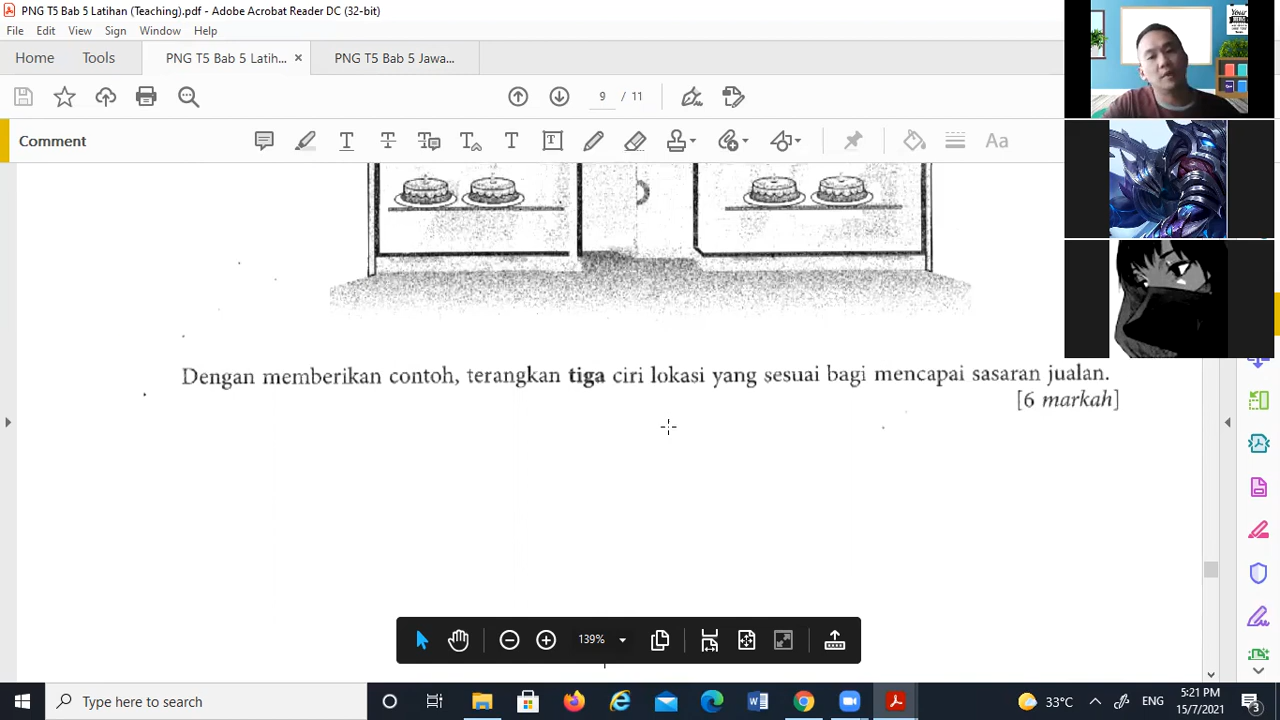 PNG T5 Bab 5 Latihan (Teaching).pdf - Adobe Acrobat Reader DC (32-bit)
File Edit View Sign Window Help
Home Tools PNG T5 Bab 5 Latih... × PNG T5 Bab 5 Jawa...
9 / 11
Comment
Aa
Dengan memberikan contoh, terangkan tiga ciri lokasi yang sesuai bagi mencapai sasaran jualan.
[6 markah]
139%
Type here to search
33°C ENG 5:21 PM
15/7/2021
3